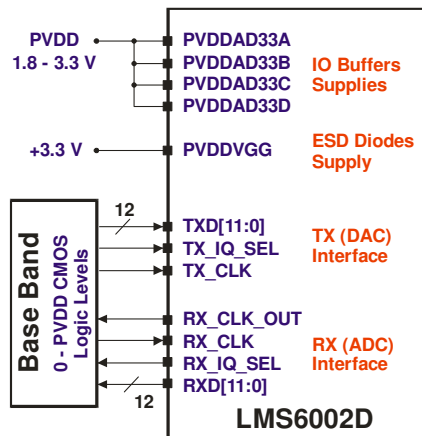 PVDD
1.8 - 3.3 V
PVDDAD33A
PVDDAD33B
PVDDAD33C
PVDDAD33D
IO Buffers
Supplies
+3.3 V
PVDDVGG
ESD Diodes
Supply
Base Band
0 - PVDD CMOS
Logic Levels
12
TXD[11:0]
TX_IQ_SEL
TX_CLK
TX (DAC)
Interface
RX_CLK_OUT
RX_CLK
RX_IQ_SEL
RXD[11:0]
12
RX (ADC)
Interface
LMS6002D